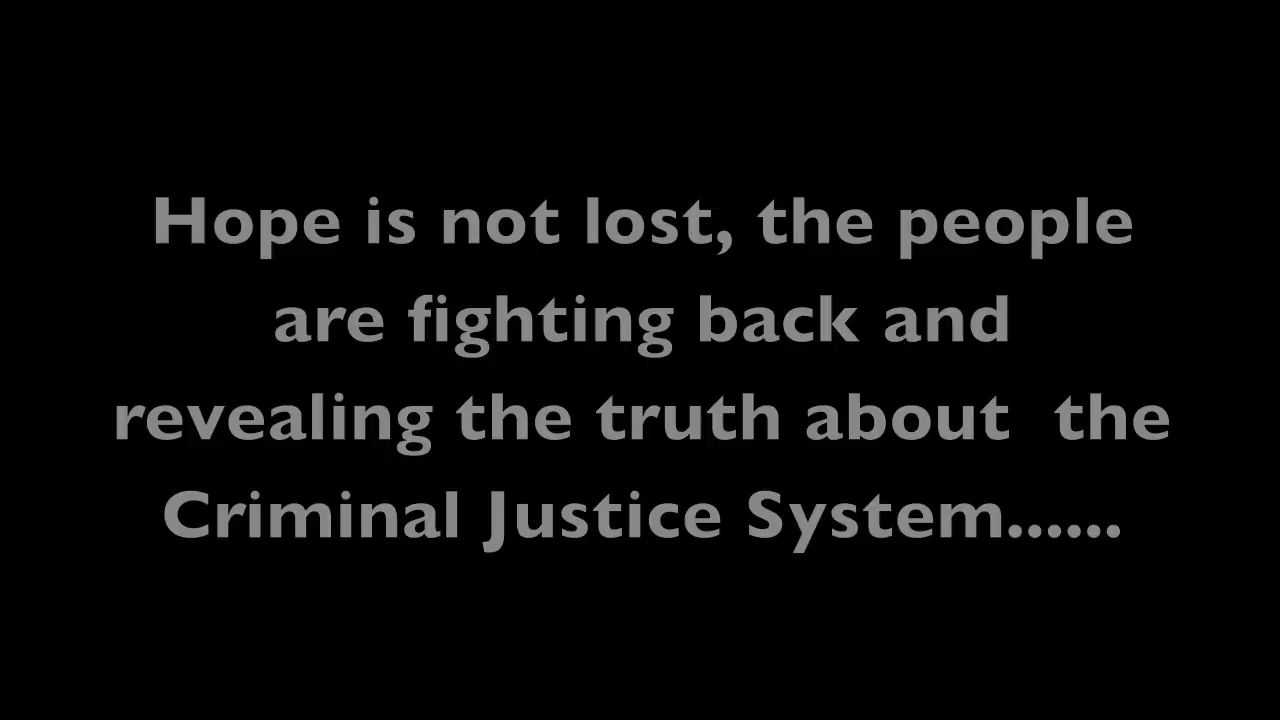 Hope is not lost, the people
are fighting back and
revealing the truth about  the
Criminal Justice System......